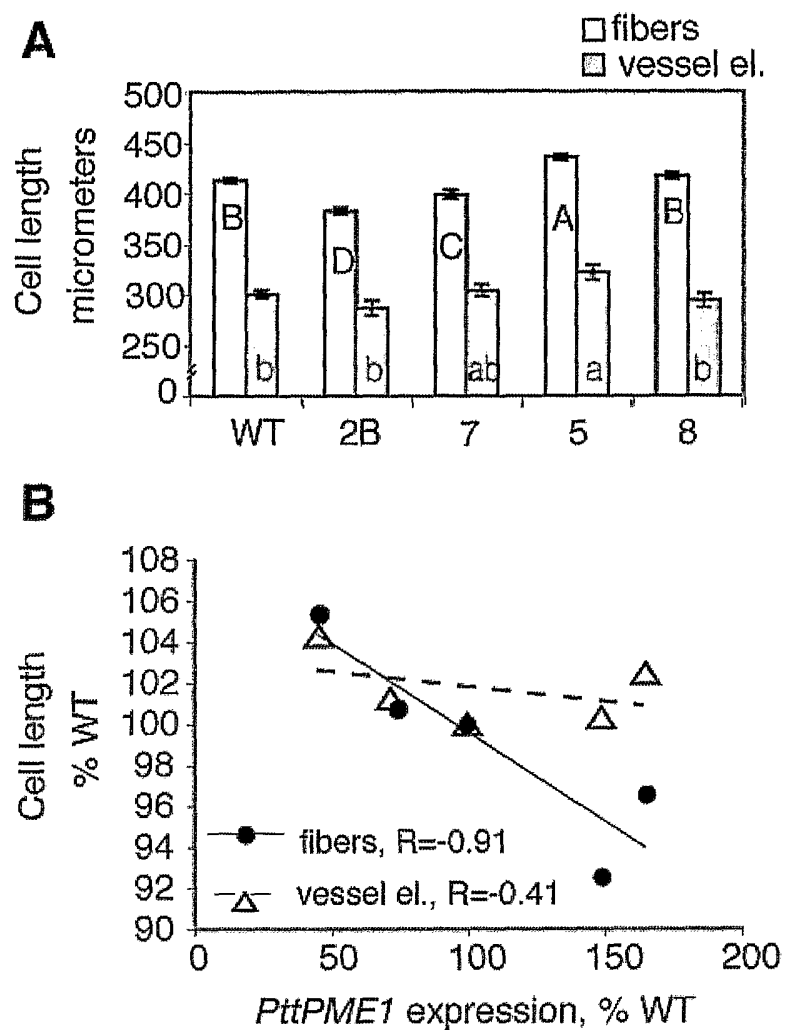 A
fibers
vessel el.
Cell length
micrometers
500
450
400
350
300
250
0
B
b
D
b
C
ab
A
a
B
b
WT 2B 7 5 8
B
Cell length
% WT
108
106
104
102
100
98
96
94
92
90
fibers, R=-0.91
vessel el., R=-0.41
0 50 100 150 200
PttPME1 expression, % WT